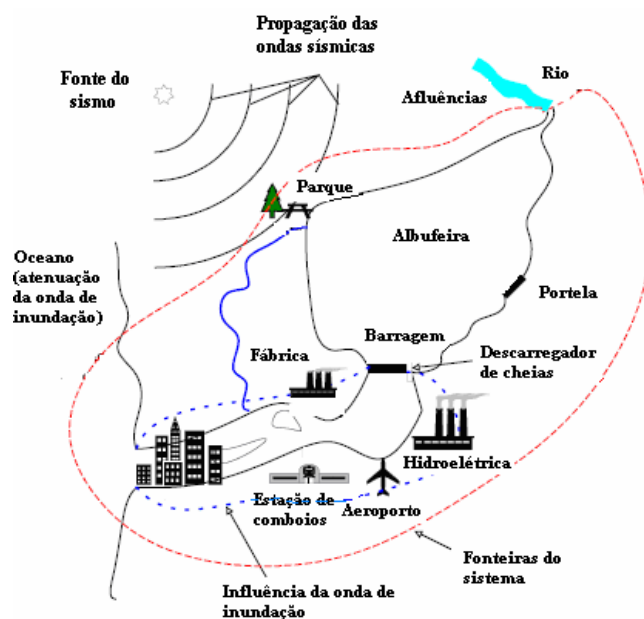 Propagação das
ondas sísmicas
Fonte do
sismo
Rio
Afluências
Parque
Albufeira
Oceano
(atenuação
da onda de
inundação)
Portela
Barragem
Fábrica
Descarregador
de cheias
Hidroelétrica
Estação de
comboios
Aeroporto
Fonteiras do
sistema
Influência da onda de
inundação